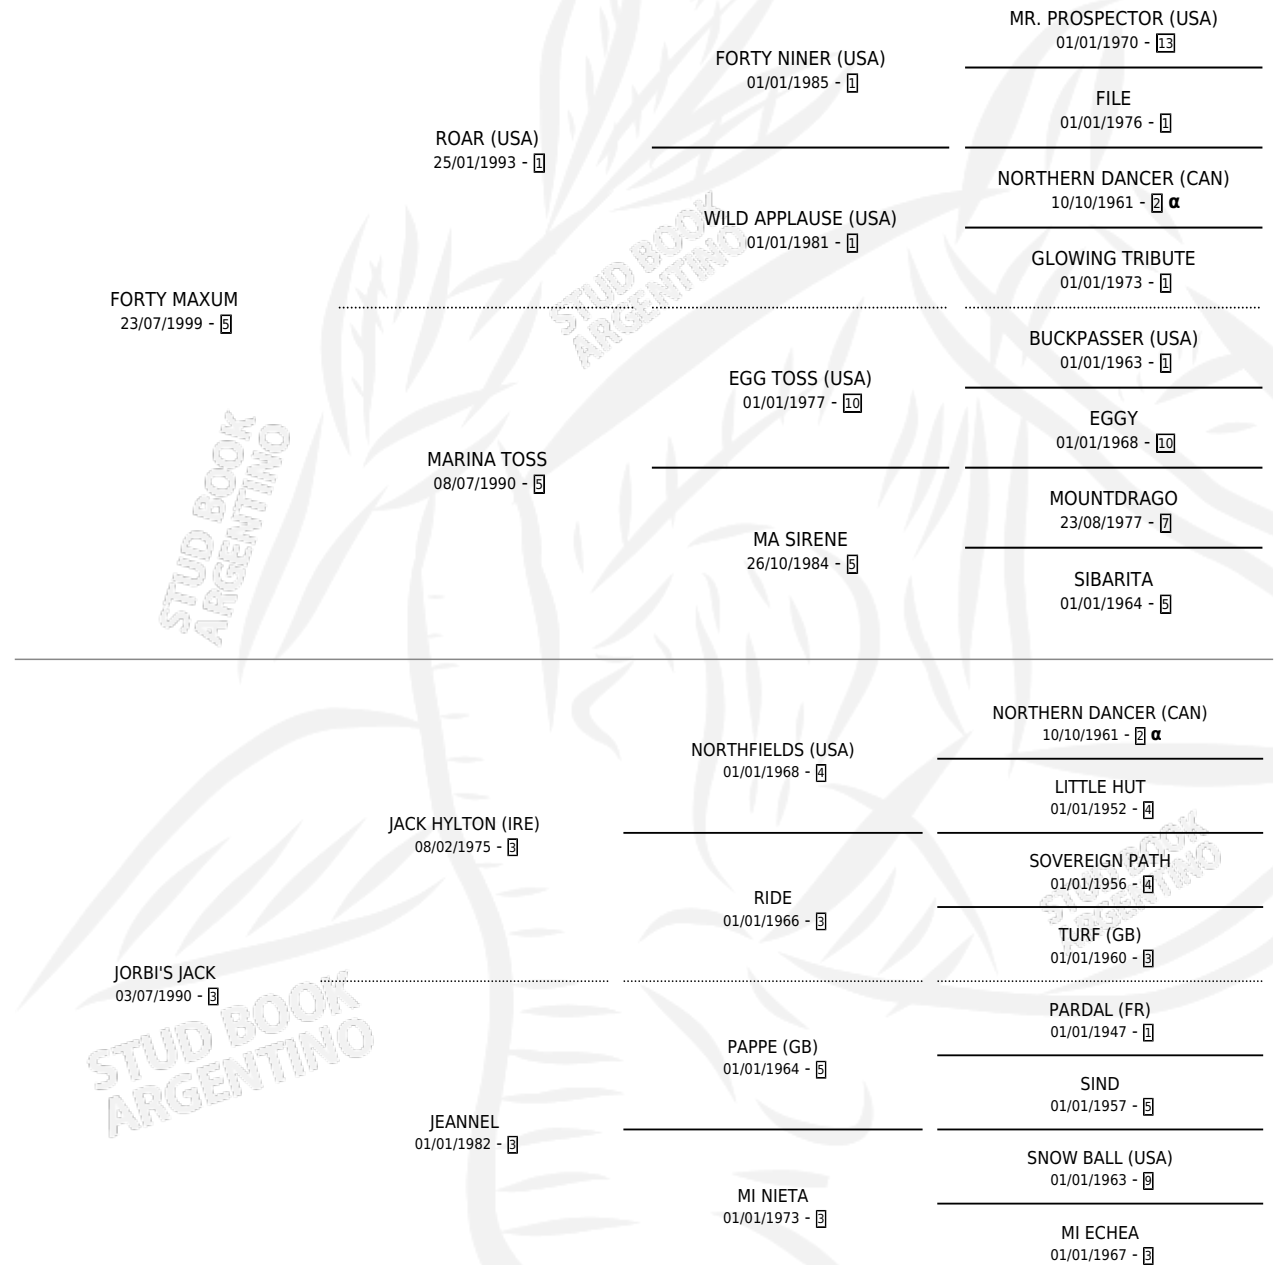 MR. PROSPECTOR (USA)
01/01/1970 - 13
FORTY NINER (USA)
01/01/1985 - 1
FILE
01/01/1976 - 1
ROAR (USA)
25/01/1993 - 1
NORTHERN DANCER (CAN)
10/10/1961 - 2 α
WILD APPLAUSE (USA)
01/01/1981 - 1
GLOWING TRIBUTE
01/01/1973 - 1
STUD BOOK
ARGENTINO
FORTY MAXUM
23/07/1999 - 5
BUCKPASSER (USA)
01/01/1963 - 1
EGG TOSS (USA)
01/01/1977 - 10
EGGY
01/01/1968 - 10
MARINA TOSS
08/07/1990 - 5
STUD BOOK
ARGENTINO
MOUNTDRAGO
23/08/1977 - 7
MA SIRENE
26/10/1984 - 5
SIBARITA
01/01/1964 - 5
NORTHERN DANCER (CAN)
10/10/1961 - 2 α
NORTHFIELDS (USA)
01/01/1968 - 4
LITTLE HUT
01/01/1952 - 4
JACK HYLTON (IRE)
08/02/1975 - 3
SOVEREIGN PATH
01/01/1956 - 4
STUD BOOK
ARGENTINO
RIDE
01/01/1966 - 3
TURF (GB)
01/01/1960 - 3
JORBI'S JACK
03/07/1990 - 3
STUD BOOK
ARGENTINO
PARDAL (FR)
01/01/1947 - 1
PAPPE (GB)
01/01/1964 - 5
SIND
01/01/1957 - 5
JEANNEL
01/01/1982 - 3
SNOW BALL (USA)
01/01/1963 - 9
MI NIETA
01/01/1973 - 3
MI ECHEA
01/01/1967 - 3